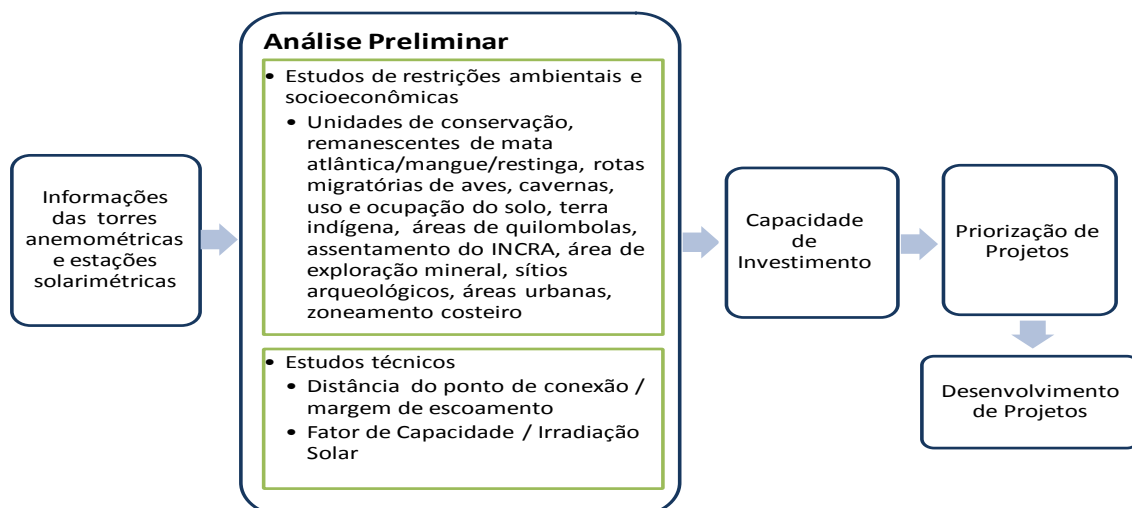 Informações
das torres
anemométricas
e estações
solarimétricas
Análise Preliminar
• Estudos de restrições ambientais e
socioeconômicas
• Unidades de conservação,
remanescentes de mata
atlântica/mangue/restinga, rotas
migratórias de aves, cavernas,
uso e ocupação do solo, terra
indígena, áreas de quilombolas,
assentamento do INCRA, área de
exploração mineral, sítios
arqueológicos, áreas urbanas,
zoneamento costeiro
• Estudos técnicos
• Distância do ponto de conexão /
margem de escoamento
• Fator de Capacidade / Irradiação
Solar
Capacidade
de
Investimento
Priorização de
Projetos
Desenvolvimento
de Projetos